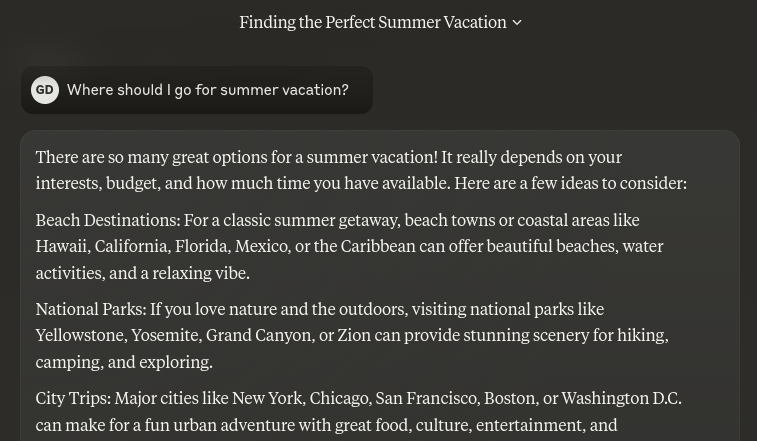 Finding the Perfect Summer Vacation
GD Where should I go for summer vacation?
There are so many great options for a summer vacation! It really depends on your
interests, budget, and how much time you have available. Here are a few ideas to consider:
Beach Destinations: For a classic summer getaway, beach towns or coastal areas like
Hawaii, California, Florida, Mexico, or the Caribbean can offer beautiful beaches, water
activities, and a relaxing vibe.
National Parks: If you love nature and the outdoors, visiting national parks like
Yellowstone, Yosemite, Grand Canyon, or Zion can provide stunning scenery for hiking,
camping, and exploring.
City Trips: Major cities like New York, Chicago, San Francisco, Boston, or Washington D.C.
can make for a fun urban adventure with great food, culture, entertainment, and